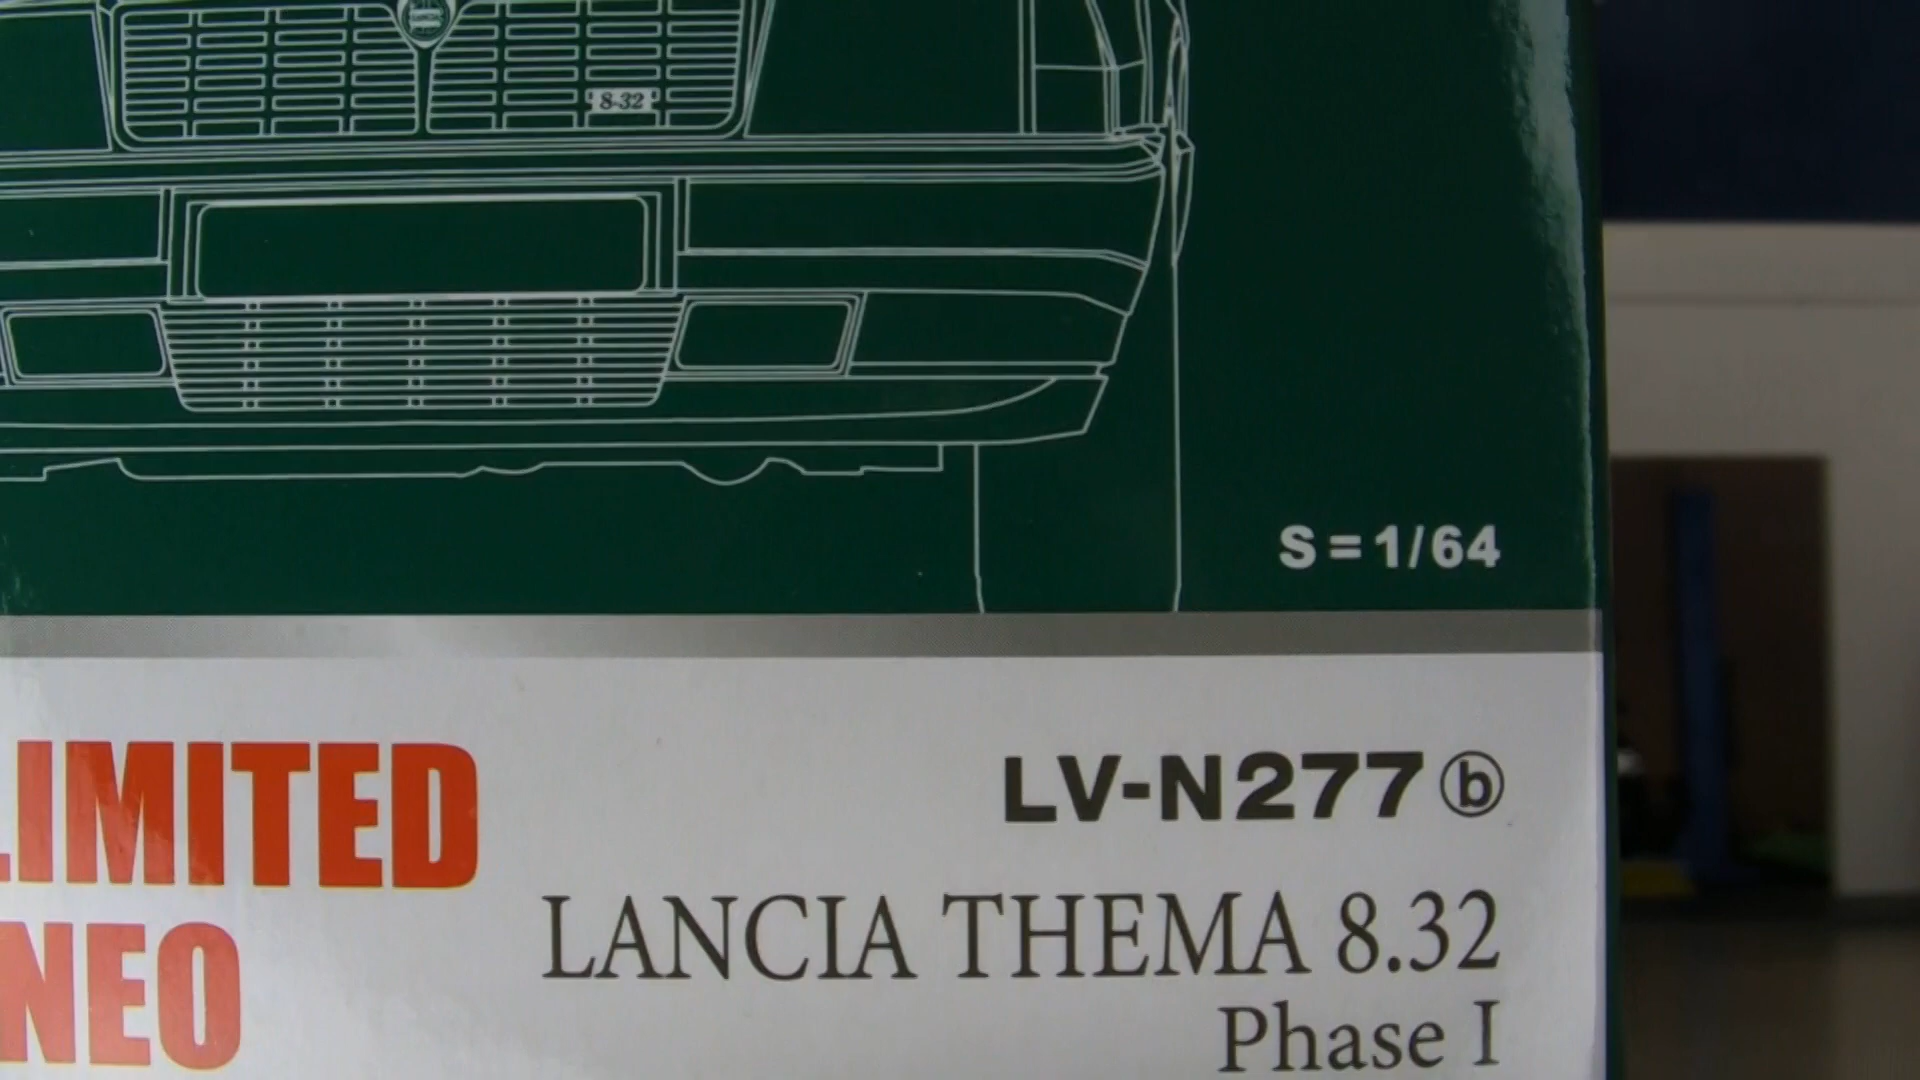 8·32
S=1/64
LIMITED
NEO
LV-N277ⓑ
LANCIA THEMA 8.32
Phase I